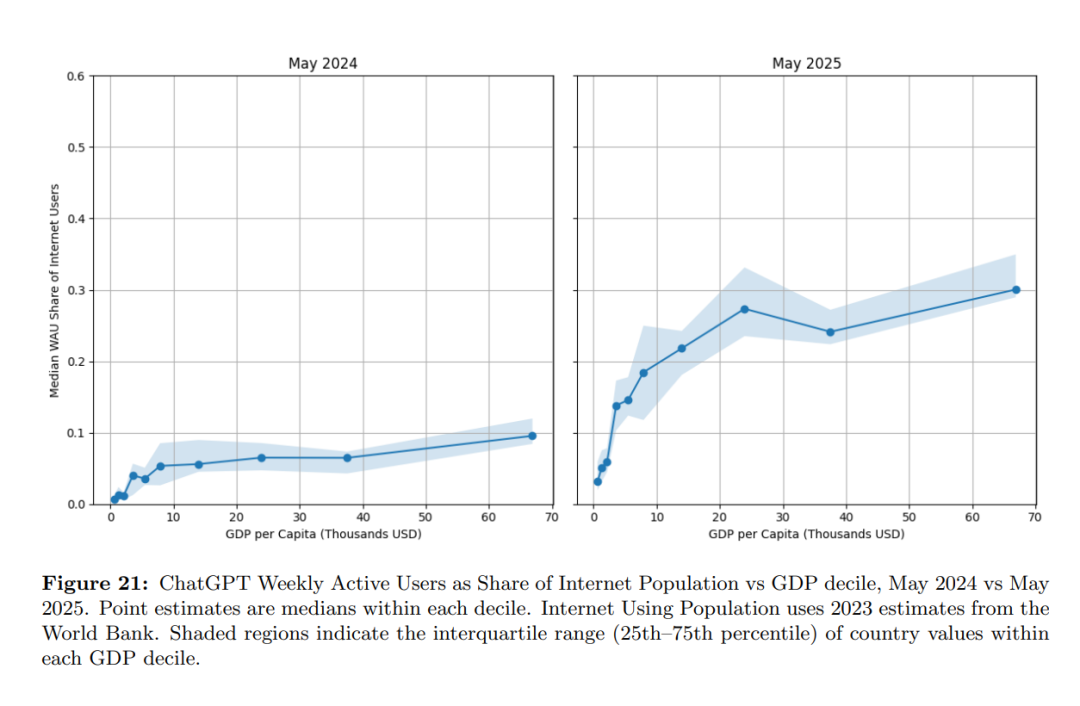 May 2024
May 2025
Median WAU Share of Internet Users
0.6
0.5
0.4
0.3
0.2
0.1
0.0
0 10 20 30 40 50 60 70
0 10 20 30 40 50 60 70
GDP per Capita (Thousands USD)
GDP per Capita (Thousands USD)
Figure 21: ChatGPT Weekly Active Users as Share of Internet Population vs GDP decile, May 2024 vs May
2025. Point estimates are medians within each decile. Internet Using Population uses 2023 estimates from the
World Bank. Shaded regions indicate the interquartile range (25th–75th percentile) of country values within
each GDP decile.